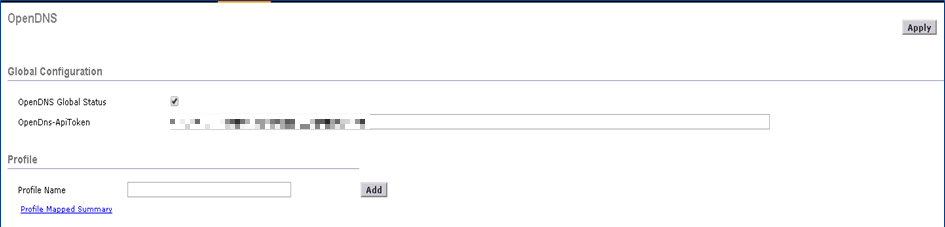 OpenDNS
Apply
Global Configuration
OpenDNS Global Status
OpenDns-ApiToken
Profile
Profile Name
Add
Profile Mapped Summary